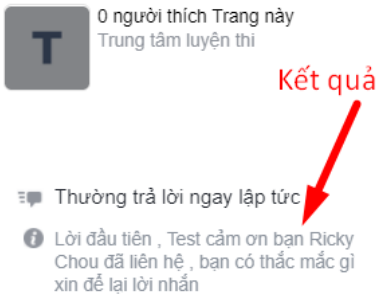 T
0 người thích Trang này
Trung tâm luyện thi
Kết quả
Thường trả lời ngay lập tức
Lời đầu tiên , Test cảm ơn bạn Ricky
Chou đã liên hệ , bạn có thắc mắc gì
xin để lại lời nhắn